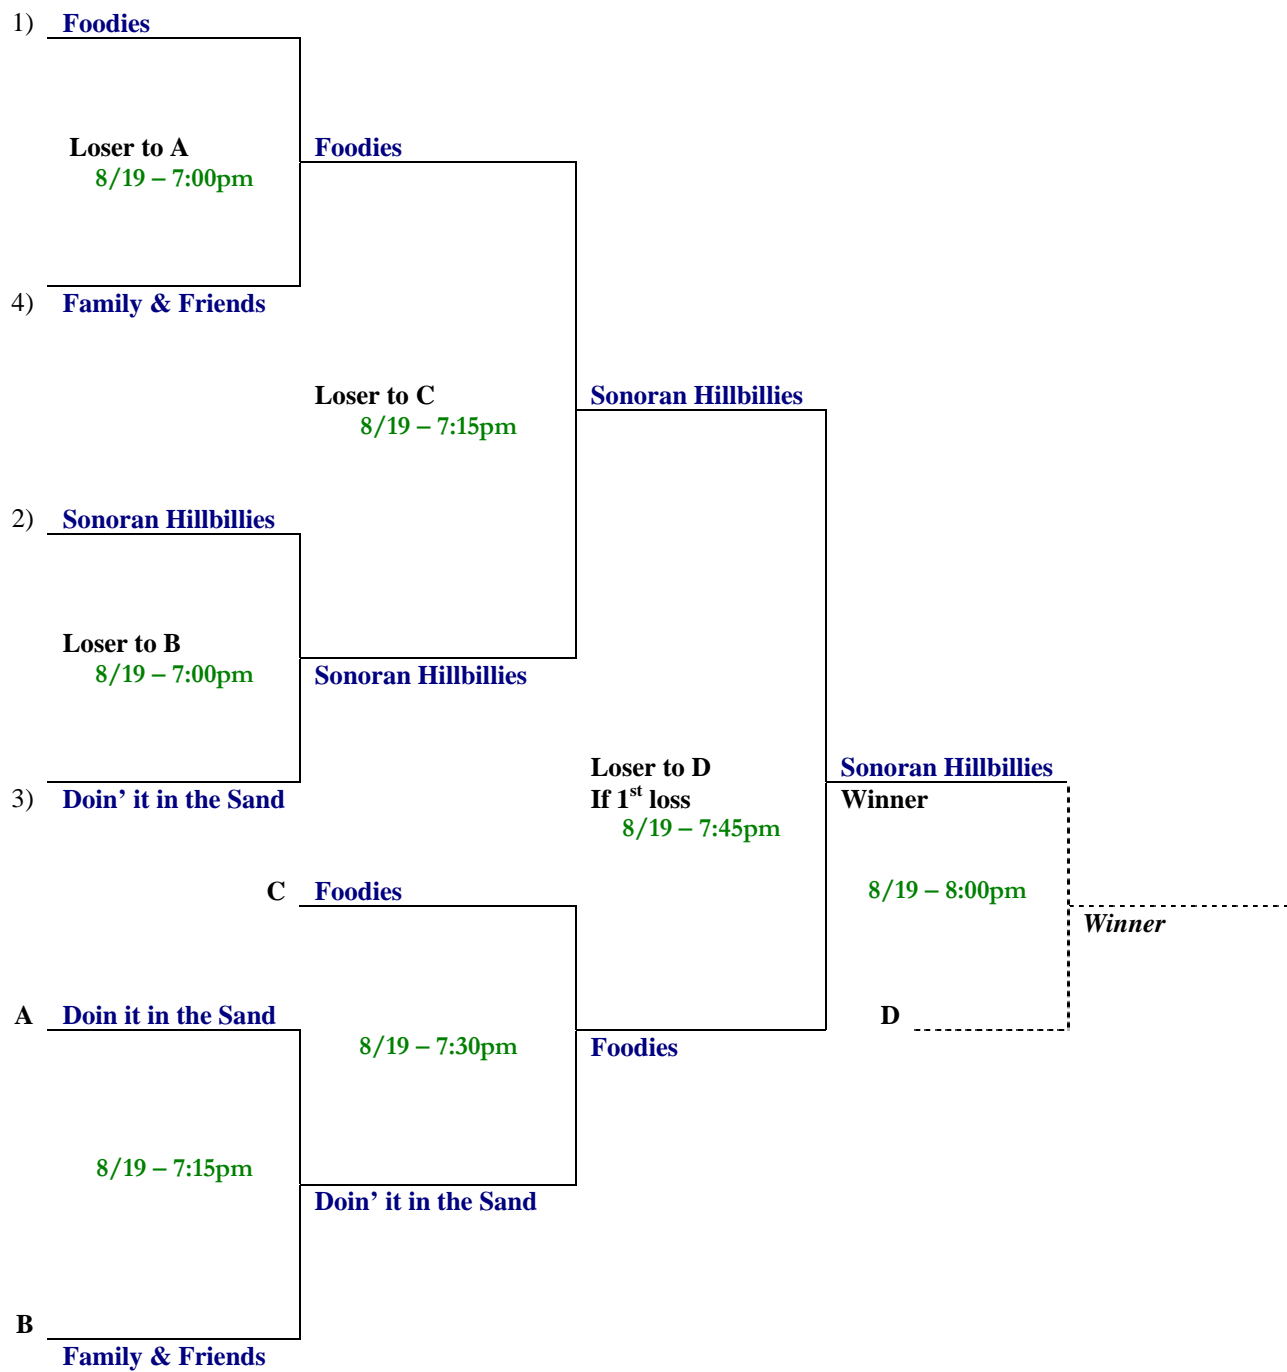 1) Foodies
Loser to A
8/19 – 7:00pm
Foodies
4) Family & Friends
Loser to C
8/19 – 7:15pm
Sonoran Hillbillies
2) Sonoran Hillbillies
Loser to B
8/19 – 7:00pm
Sonoran Hillbillies
3) Doin’ it in the Sand
Loser to D
If 1st loss
8/19 – 7:45pm
Sonoran Hillbillies
Winner
8/19 – 8:00pm
Winner
C Foodies
A Doin it in the Sand
8/19 – 7:30pm
Foodies
D
8/19 – 7:15pm
Doin’ it in the Sand
B
Family & Friends